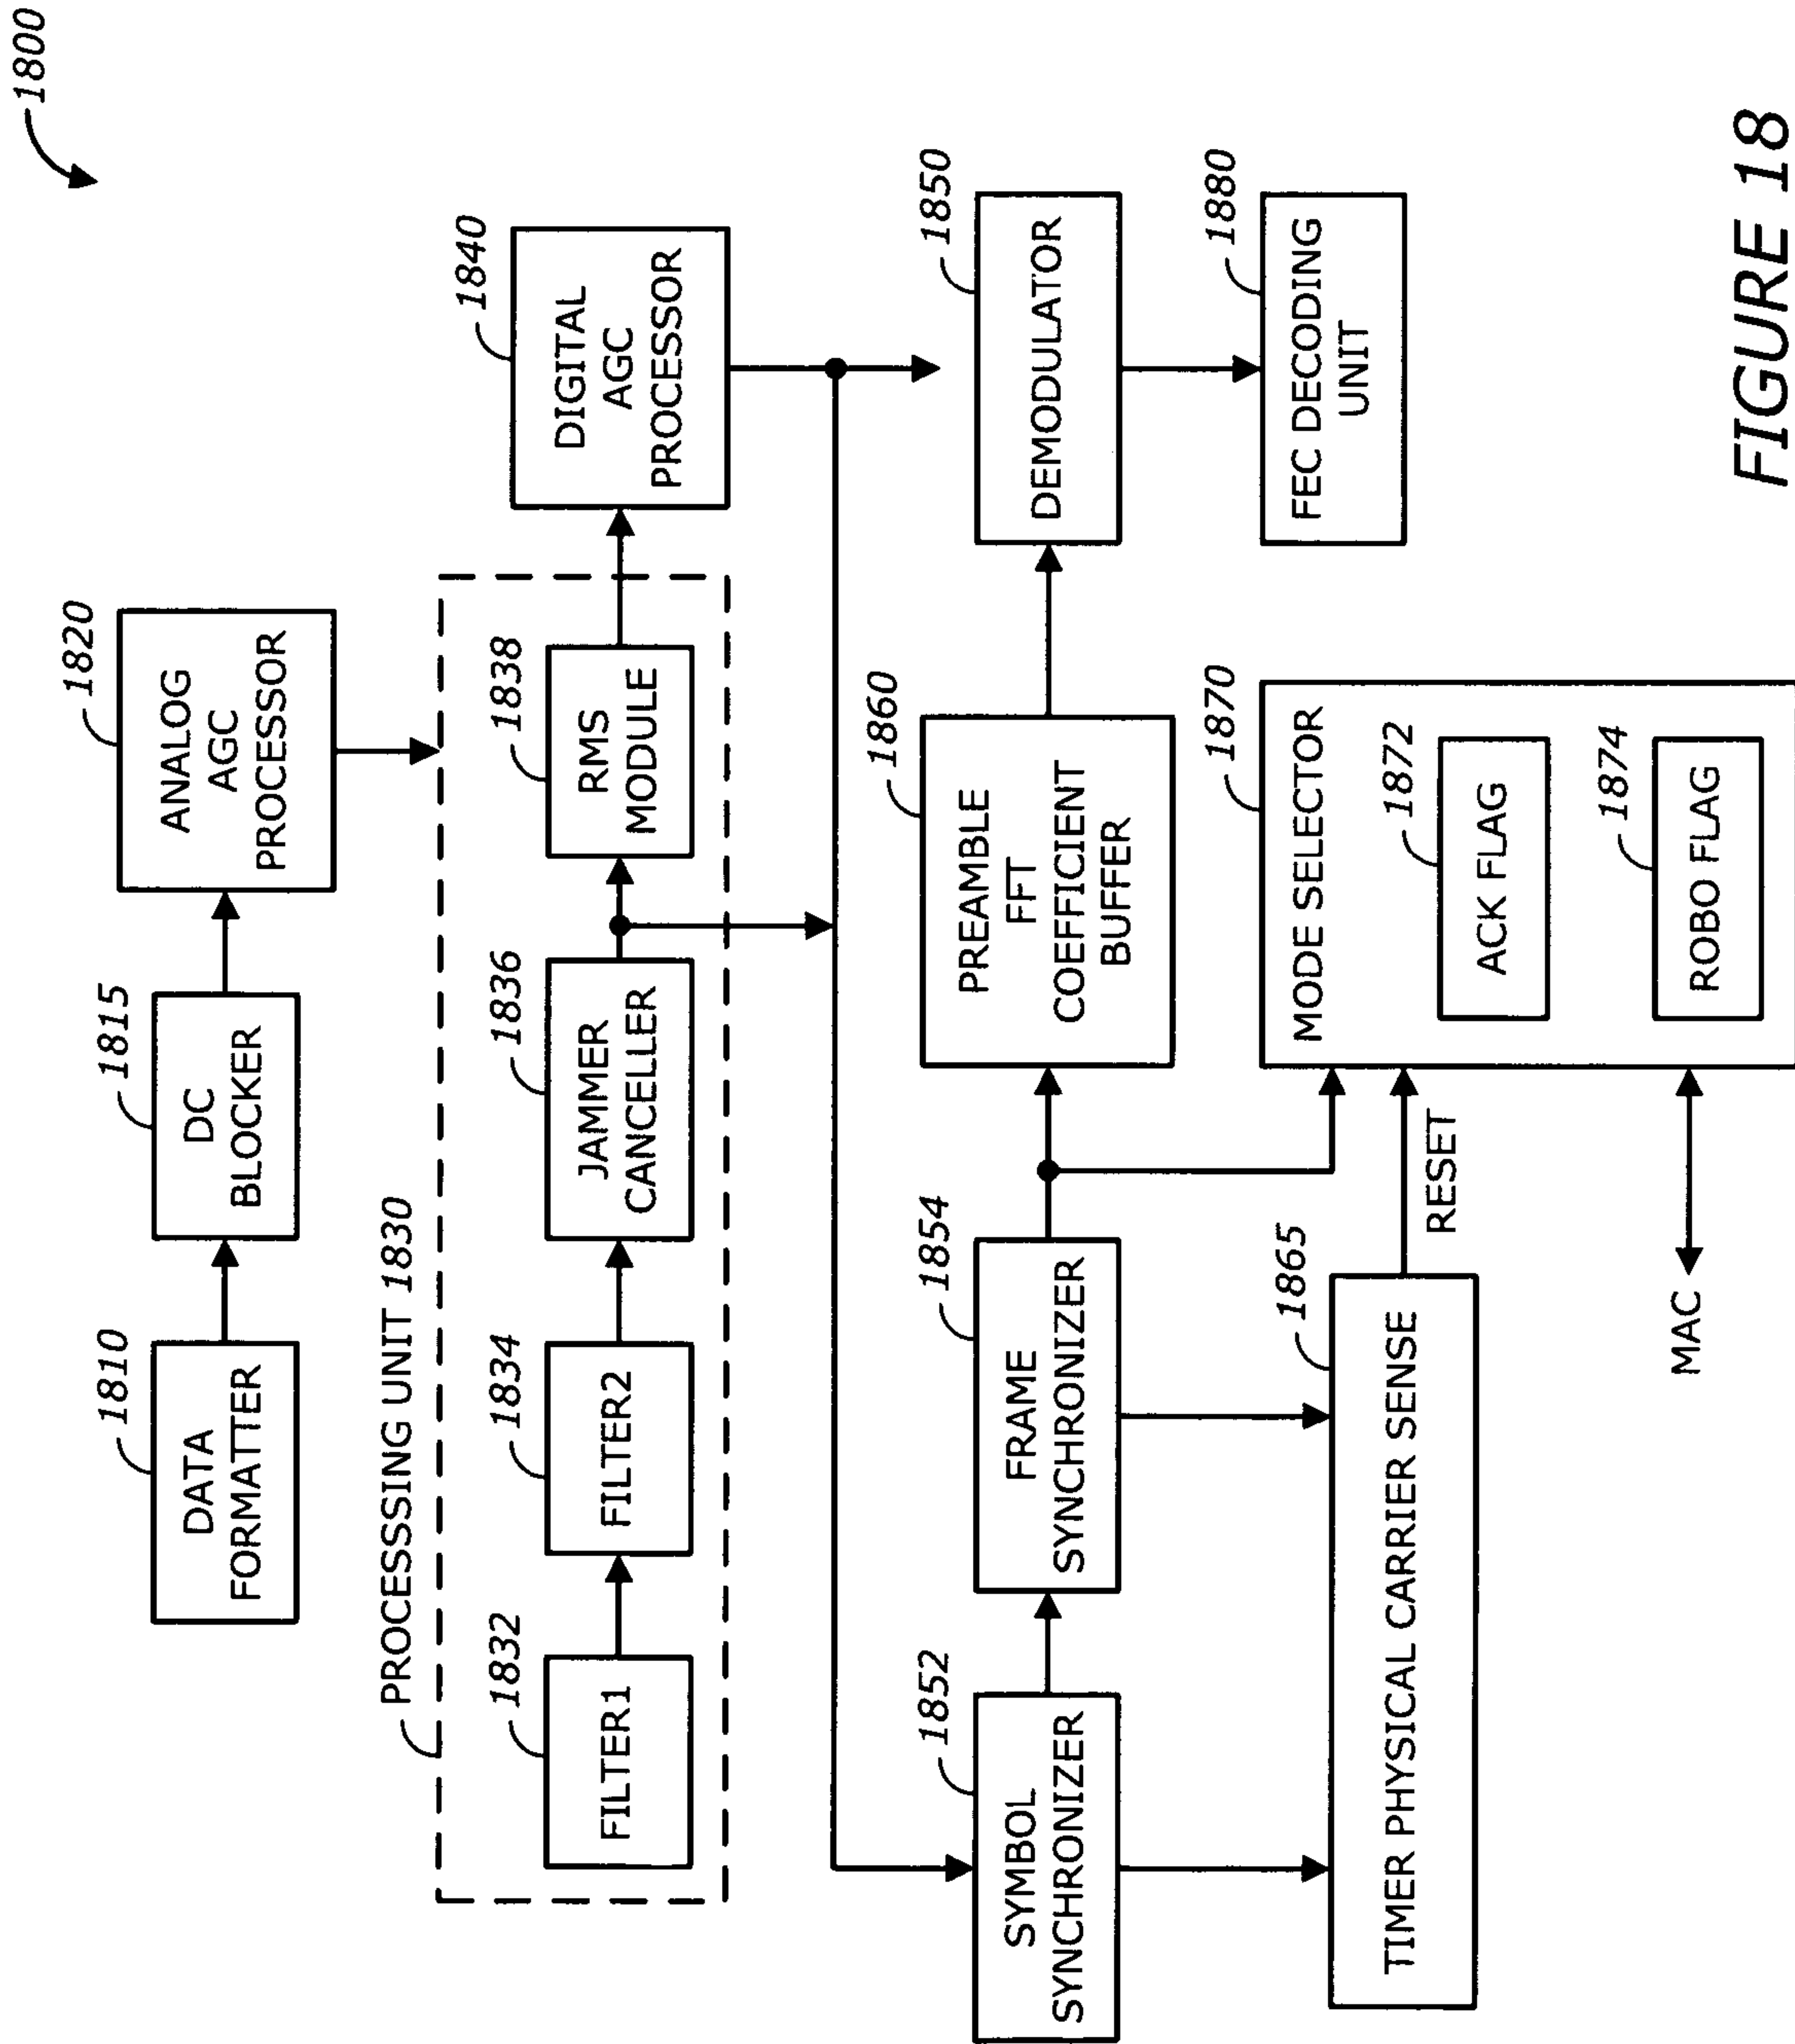 1800
1810
DATA
FORMATTER
1815
DC
BLOCKER
1820
ANALOG
AGC
PROCESSOR
PROCESSSING UNIT 1830
1832
FILTER1
1834
FILTER2
1836
JAMMER
CANCELLER
1838
RMS
MODULE
1840
DIGITAL
AGC
PROCESSOR
1852
SYMBOL
SYNCHRONIZER
1854
FRAME
SYNCHRONIZER
1860
PREAMBLE
FFT
COEFFICIENT
BUFFER
1850
DEMODULATOR
1865
TIMER PHYSICAL CARRIER SENSE
RESET
MAC
1870
MODE SELECTOR
1872
ACK FLAG
1874
ROBO FLAG
1880
FEC DECODING
UNIT
FIGURE 18